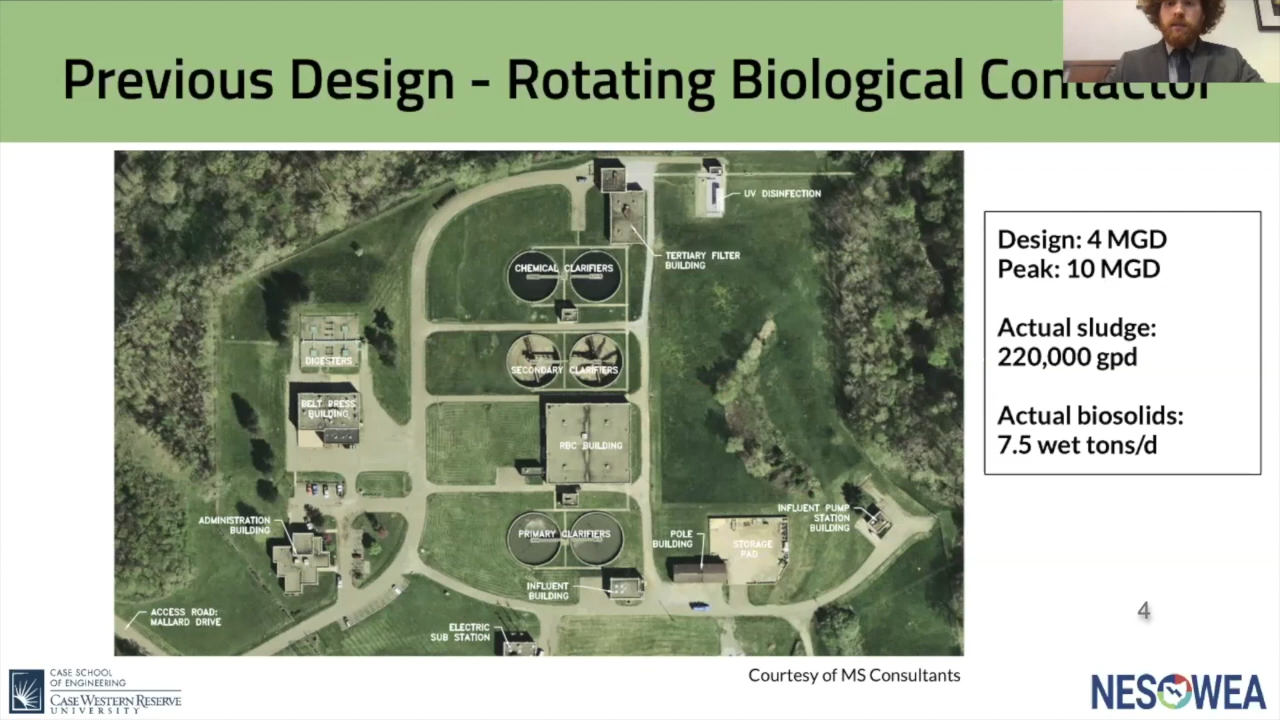 Previous Design - Rotating Biological Contactor
UV DISINFECTION
TERTIARY FILTER
BUILDING
CHEMICAL CLARIFIERS
DIGESTERS
SECONDARY CLARIFIERS
BELT PRESS
BUILDING
RBC BUILDING
ADMINISTRATION
BUILDING
PRIMARY CLARIFIERS
POLE
BUILDING
STORAGE
PAD
INFLUENT PUMP
STATION
BUILDING
INFLUENT
BUILDING
ACCESS ROAD:
MALLARD DRIVE
ELECTRIC
SUB STATION
Design: 4 MGD
Peak: 10 MGD
Actual sludge:
220,000 gpd
Actual biosolids:
7.5 wet tons/d
4
Courtesy of MS Consultants
CASE SCHOOL
OF ENGINEERING
CASE WESTERN RESERVE
UNIVERSITY
NESOWEA